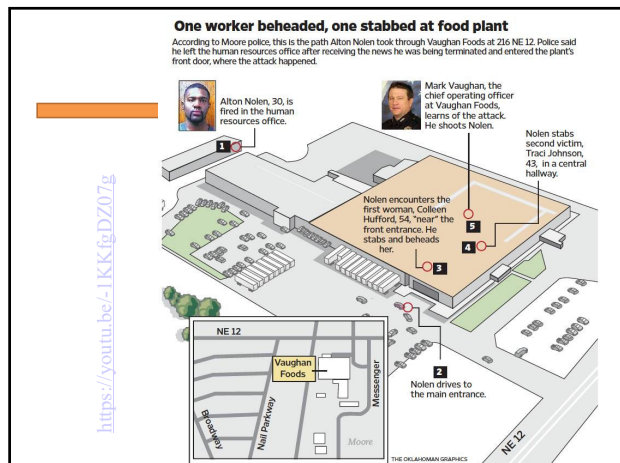 One worker beheaded, one stabbed at food plant
According to Moore police, this is the path Alton Nolen took through Vaughan Foods at 216 NE 12. Police said
he left the human resources office after receiving the news he was being terminated and entered the plant's
front door, where the attack happened.
Alton Nolen, 30, is
fired in the human
resources office.
1
Mark Vaughan, the
chief operating officer
at Vaughan Foods,
learns of the attack.
He shoots Nolen.
Nolen stabs
second victim,
Traci Johnson,
43, in a central
hallway.
Nolen encounters the
first woman, Colleen
Hufford, 54, "near" the
front entrance. He
stabs and beheads
her.
5
4
3
2
Nolen drives to
the main entrance.
NE 12
NE 12
Vaughan
Foods
Messenger
Nail Parkway
Broadway
Moore
THE OKLAHOMAN GRAPHICS
https://youtu.be/-1KKfgDZ07g